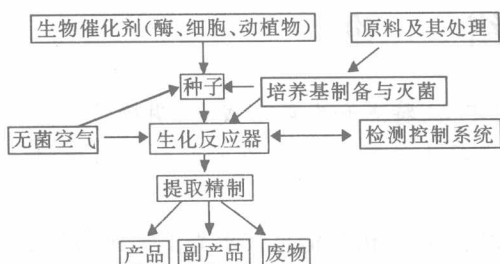 生物催化剂(酶、细胞、动植物)
原料及其处理
种子
培养基制备与灭菌
无菌空气
生化反应器
检测控制系统
提取精制
产品
副产品
废物